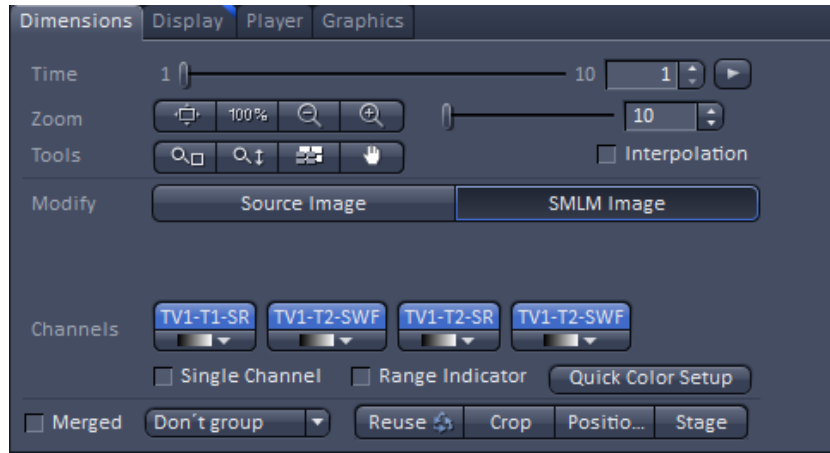 Dimensions Display Player Graphics
Time 1 10 1
Zoom 100% 10
Tools Interpolation
Modify Source Image SMLM Image
Channels TV1-T1-SR TV1-T2-SWF TV1-T2-SR TV1-T2-SWF
Single Channel Range Indicator Quick Color Setup
Merged Don´t group Reuse Crop Positio... Stage